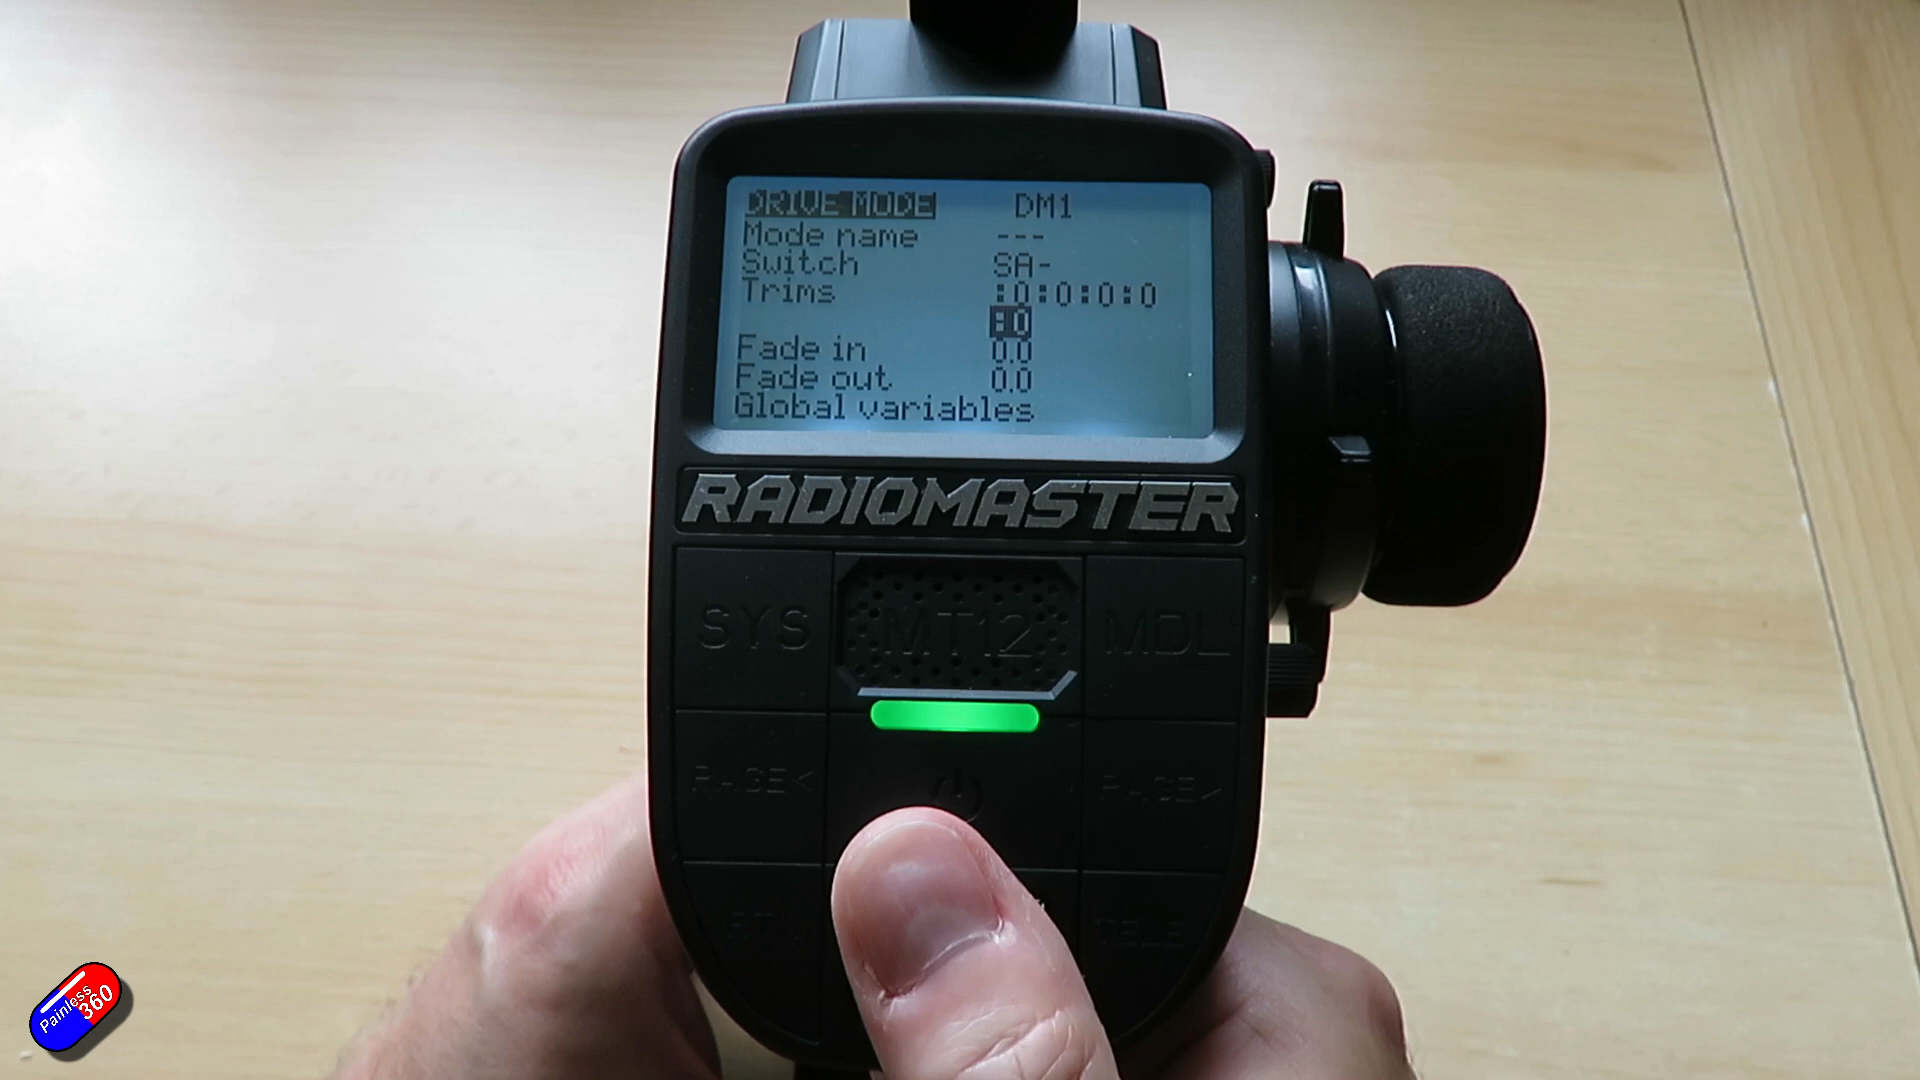 DRIVE MODE DM1
Mode name ---
Switch SA-
Trims :0:0:0:0
:0
Fade in 0.0
Fade out 0.0
Global variables
RADIOMASTER
SYS MT12 MDL
PAGE< PAGE>
RTN TELE
Painless
360